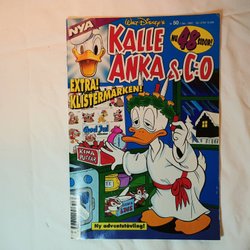 NYA
WALT DISNEY'S
KALLE
ANKA & C:O
NU
48
SIDOR!
EXTRA!
KLISTERMÄRKEN!
God Jul
Ny adventstävling!